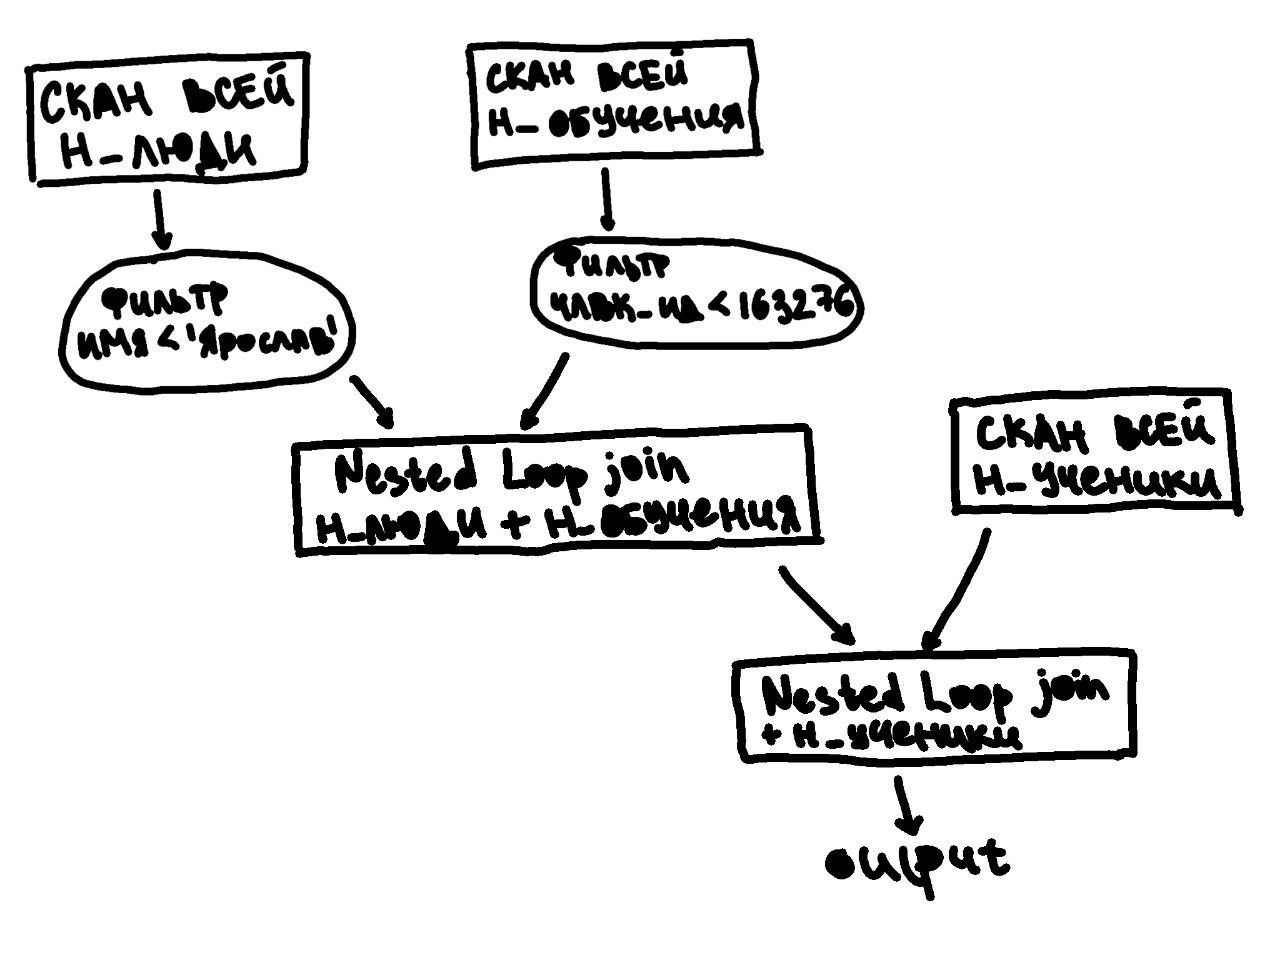 СКАН ВСЕЙ
Н_ЛЮДИ
СКАН ВСЕЙ
Н_ОБУЧЕНИЯ
Фильтр
имя < 'Ярослав'
Фильтр
члвк_ид < 163276
Nested Loop join
Н_ЛЮДИ + Н_ОБУЧЕНИЯ
СКАН ВСЕЙ
Н_УЧЕНИКИ
Nested Loop join
+ Н_УЧЕНИКИ
output